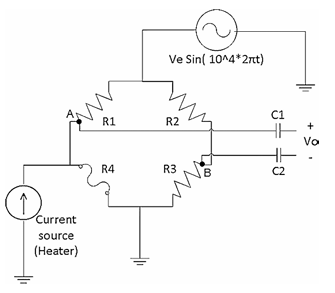 Ve Sin( 10^4*2πt)
A
R1
R2
C1
+
Vo
-
R4
R3
B
C2
Current
source
(Heater)